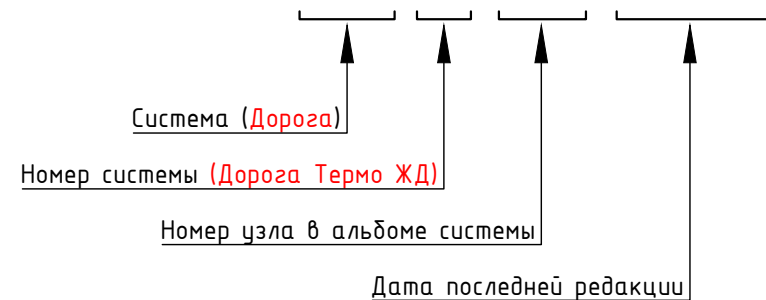 Система (Дорога)
Номер системы (Дорога Термо ЖД)
Номер узла в альбоме системы
Дата последней редакции